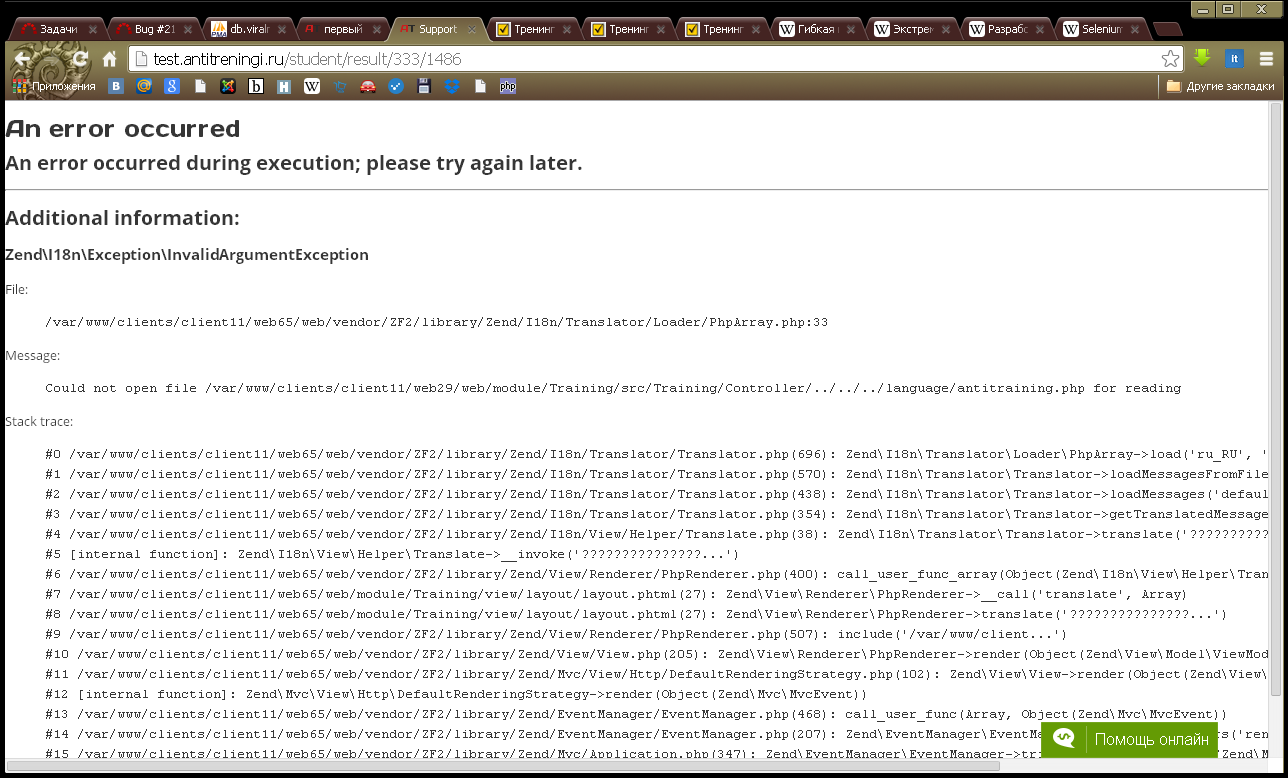 Задачи
Bug #21
db.viralr
первый
Support
Тренинг
Тренинг
Тренинг
Гибкая
Экстрем
Разрабо
Selenium
test.antitreningi.ru/student/result/333/1486
Приложения
Другие закладки
An error occurred
An error occurred during execution; please try again later.
Additional information:
Zend\I18n\Exception\InvalidArgumentException
File:
/var/www/clients/client11/web65/web/vendor/ZF2/library/Zend/I18n/Translator/Loader/PhpArray.php:33
Message:
Could not open file /var/www/clients/client11/web29/web/module/Training/src/Training/Controller/../../../language/antitraining.php for reading
Stack trace:
#0 /var/www/clients/client11/web65/web/vendor/ZF2/library/Zend/I18n/Translator/Translator.php(696): Zend\I18n\Translator\Loader\PhpArray->load('ru_RU', '
#1 /var/www/clients/client11/web65/web/vendor/ZF2/library/Zend/I18n/Translator/Translator.php(570): Zend\I18n\Translator\Translator->loadMessagesFromFile
#2 /var/www/clients/client11/web65/web/vendor/ZF2/library/Zend/I18n/Translator/Translator.php(438): Zend\I18n\Translator\Translator->loadMessages('defaul
#3 /var/www/clients/client11/web65/web/vendor/ZF2/library/Zend/I18n/Translator/Translator.php(354): Zend\I18n\Translator\Translator->getTranslatedMessage
#4 /var/www/clients/client11/web65/web/vendor/ZF2/library/Zend/I18n/View/Helper/Translate.php(38): Zend\I18n\Translator\Translator->translate('??????????
#5 [internal function]: Zend\I18n\View\Helper\Translate->__invoke('???????????????...')
#6 /var/www/clients/client11/web65/web/vendor/ZF2/library/Zend/View/Renderer/PhpRenderer.php(400): call_user_func_array(Object(Zend\I18n\View\Helper\Tran
#7 /var/www/clients/client11/web65/web/module/Training/view/layout/layout.phtml(27): Zend\View\Renderer\PhpRenderer->__call('translate', Array)
#8 /var/www/clients/client11/web65/web/module/Training/view/layout/layout.phtml(27): Zend\View\Renderer\PhpRenderer->translate('???????????????...')
#9 /var/www/clients/client11/web65/web/vendor/ZF2/library/Zend/View/Renderer/PhpRenderer.php(507): include('/var/www/client...')
#10 /var/www/clients/client11/web65/web/vendor/ZF2/library/Zend/View/View.php(205): Zend\View\Renderer\PhpRenderer->render(Object(Zend\View\Model\ViewMod
#11 /var/www/clients/client11/web65/web/vendor/ZF2/library/Zend/Mvc/View/Http/DefaultRenderingStrategy.php(102): Zend\View\View->render(Object(Zend\View\
#12 [internal function]: Zend\Mvc\View\Http\DefaultRenderingStrategy->render(Object(Zend\Mvc\MvcEvent))
#13 /var/www/clients/client11/web65/web/vendor/ZF2/library/Zend/EventManager/EventManager.php(468): call_user_func(Array, Object(Zend\Mvc\MvcEvent))
#14 /var/www/clients/client11/web65/web/vendor/ZF2/library/Zend/EventManager/EventManager.php(207): Zend\EventManager\EventMa rs('ren
#15 /var/www/clients/client11/web65/web/vendor/ZF2/library/Zend/Mvc/Application.php(347): Zend\EventManager\EventManager->tri Zend\M
Помощь онлайн